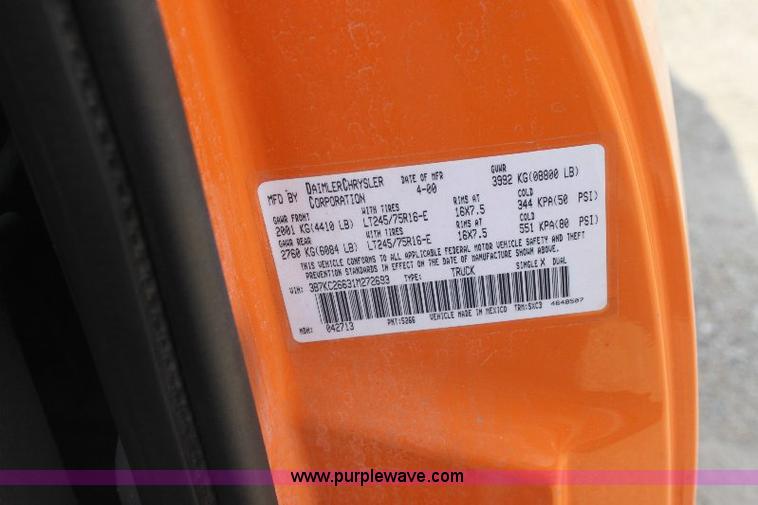 MFD BY DAIMLERCHRYSLER CORPORATION DATE OF MFR 4-00 GVWR 3992 KG(08800 LB)
GAWR FRONT WITH TIRES RIMS AT COLD
2001 KG(4410 LB) LT245/75R16-E 16X7.5 344 KPA(50 PSI)
GAWR REAR WITH TIRES RIMS AT COLD
2760 KG(6084 LB) LT245/75R16-E 16X7.5 551 KPA(80 PSI)
THIS VEHICLE CONFORMS TO ALL APPLICABLE FEDERAL MOTOR VEHICLE SAFETY AND THEFT
PREVENTION STANDARDS IN EFFECT ON THE DATE OF MANUFACTURE SHOWN ABOVE.
VIN: 3B7KC26631M272693 TYPE: TRUCK SINGLE X DUAL
MDH: 042713 PNT:S266 VEHICLE MADE IN MEXICO TRM:SXC3 4648507
www.purplewave.com